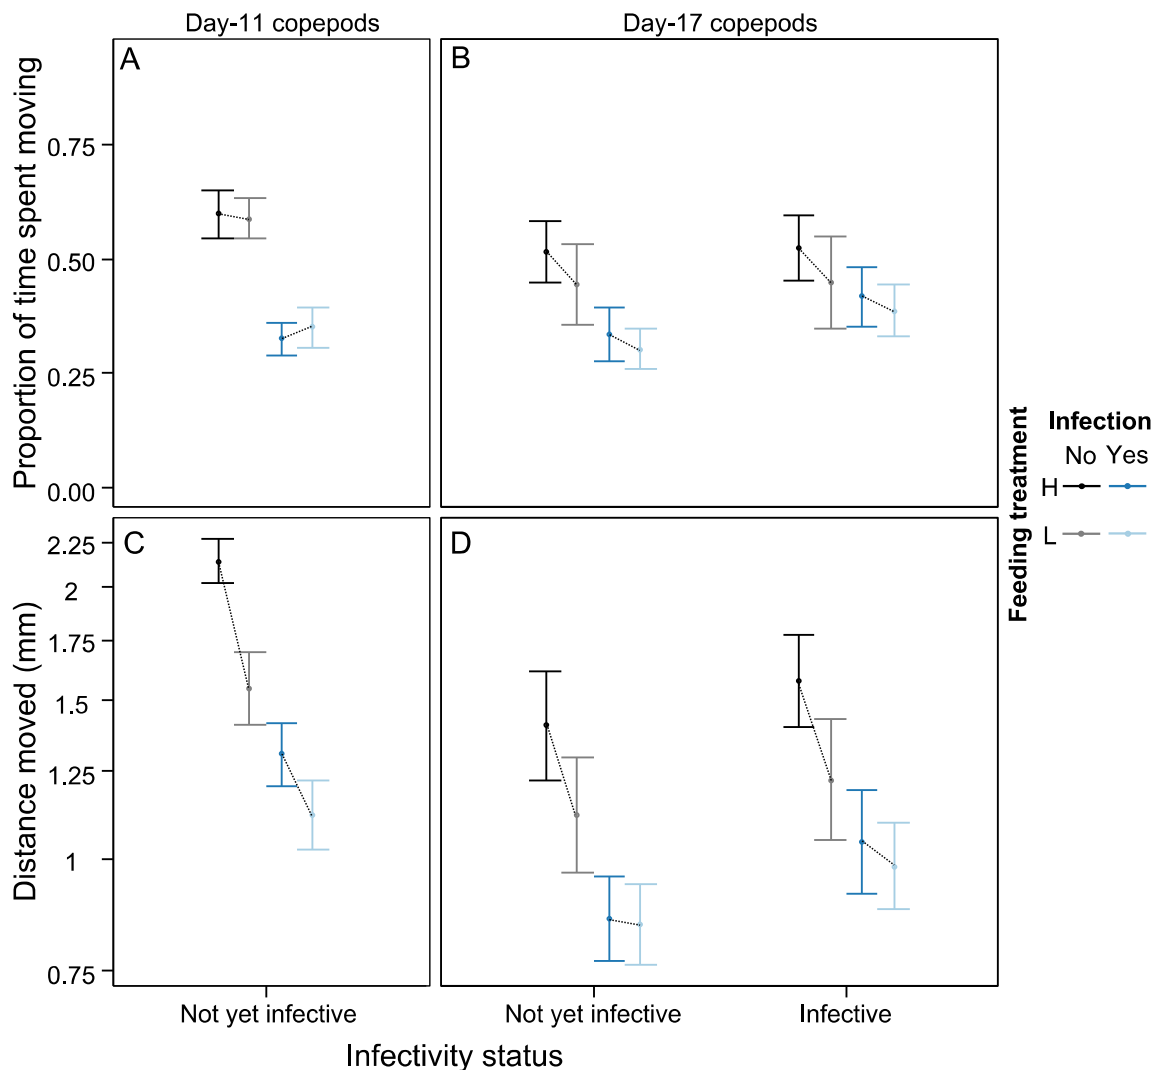 Day-11 copepods
Day-17 copepods
A
B
Proportion of time spent moving
0.75
0.50
0.25
0.00
Infection
No Yes
H
L
Feeding treatment
C
D
Distance moved (mm)
2.25
2
1.75
1.5
1.25
1
0.75
Not yet infective
Not yet infective
Infective
Infectivity status